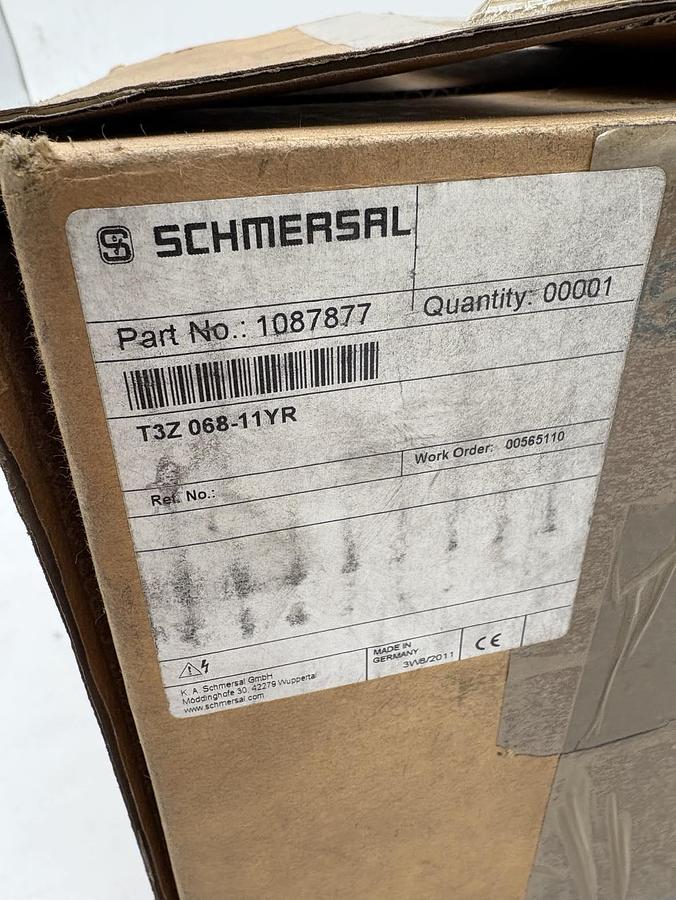 SCHMERSAL
Part No.: 1087877
Quantity: 00001
T3Z 068-11YR
Work Order: 00565110
Ref. No.:
MADE IN
GERMANY
3W8/2011
CE
K. A. Schmersal GmbH
Möddinghofe 30, 42279 Wuppertal
www.schmersal.com